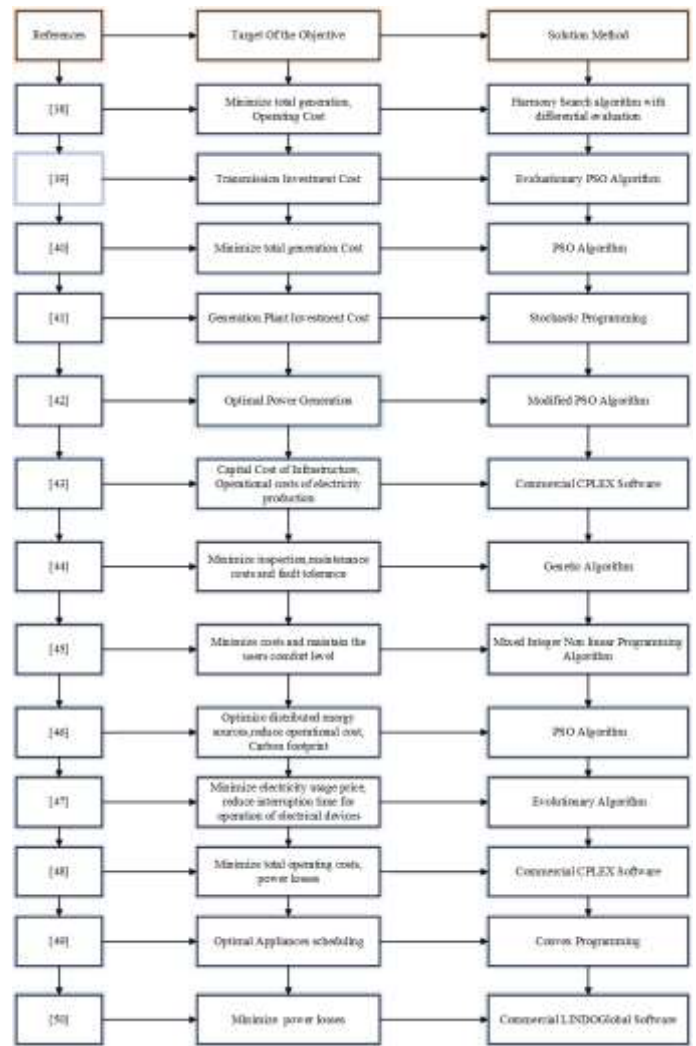 References
Target Of the Objective
Solution Method
[38]
Minimize total generation,
Operating Cost
Harmony Search algorithm with
differential evaluation
[39]
Transmission Investment Cost
Evaluationary PSO Algorithm
[40]
Minimize total generation Cost
PSO Algorithm
[41]
Generation Plant Investment Cost
Stochastic Programming
[42]
Optimal Power Generation
Modified PSO Algorithm
[43]
Capital Cost of Infrastructure,
Operational costs of electricity
production
Commercial CPLEX Software
[44]
Minimize inspection,maintenance
costs and fault tolerance
Genetic Algorithm
[45]
Minimize costs and maintain the
users comfort level
Mixed Integer Non linear Programming
Algorithm
[46]
Optimize distributed energy
sources,reduce operational cost,
Carbon footprint
PSO Algorithm
[47]
Minimize electricity usage price,
reduce interruption time for
operation of electrical devices
Evolutionary Algorithm
[48]
Minimize total operating costs,
power losses
Commercial CPLEX Software
[49]
Optimal Appliances scheduling
Convex Programming
[50]
Minimize power losses
Commercial LINDOGlobal Software